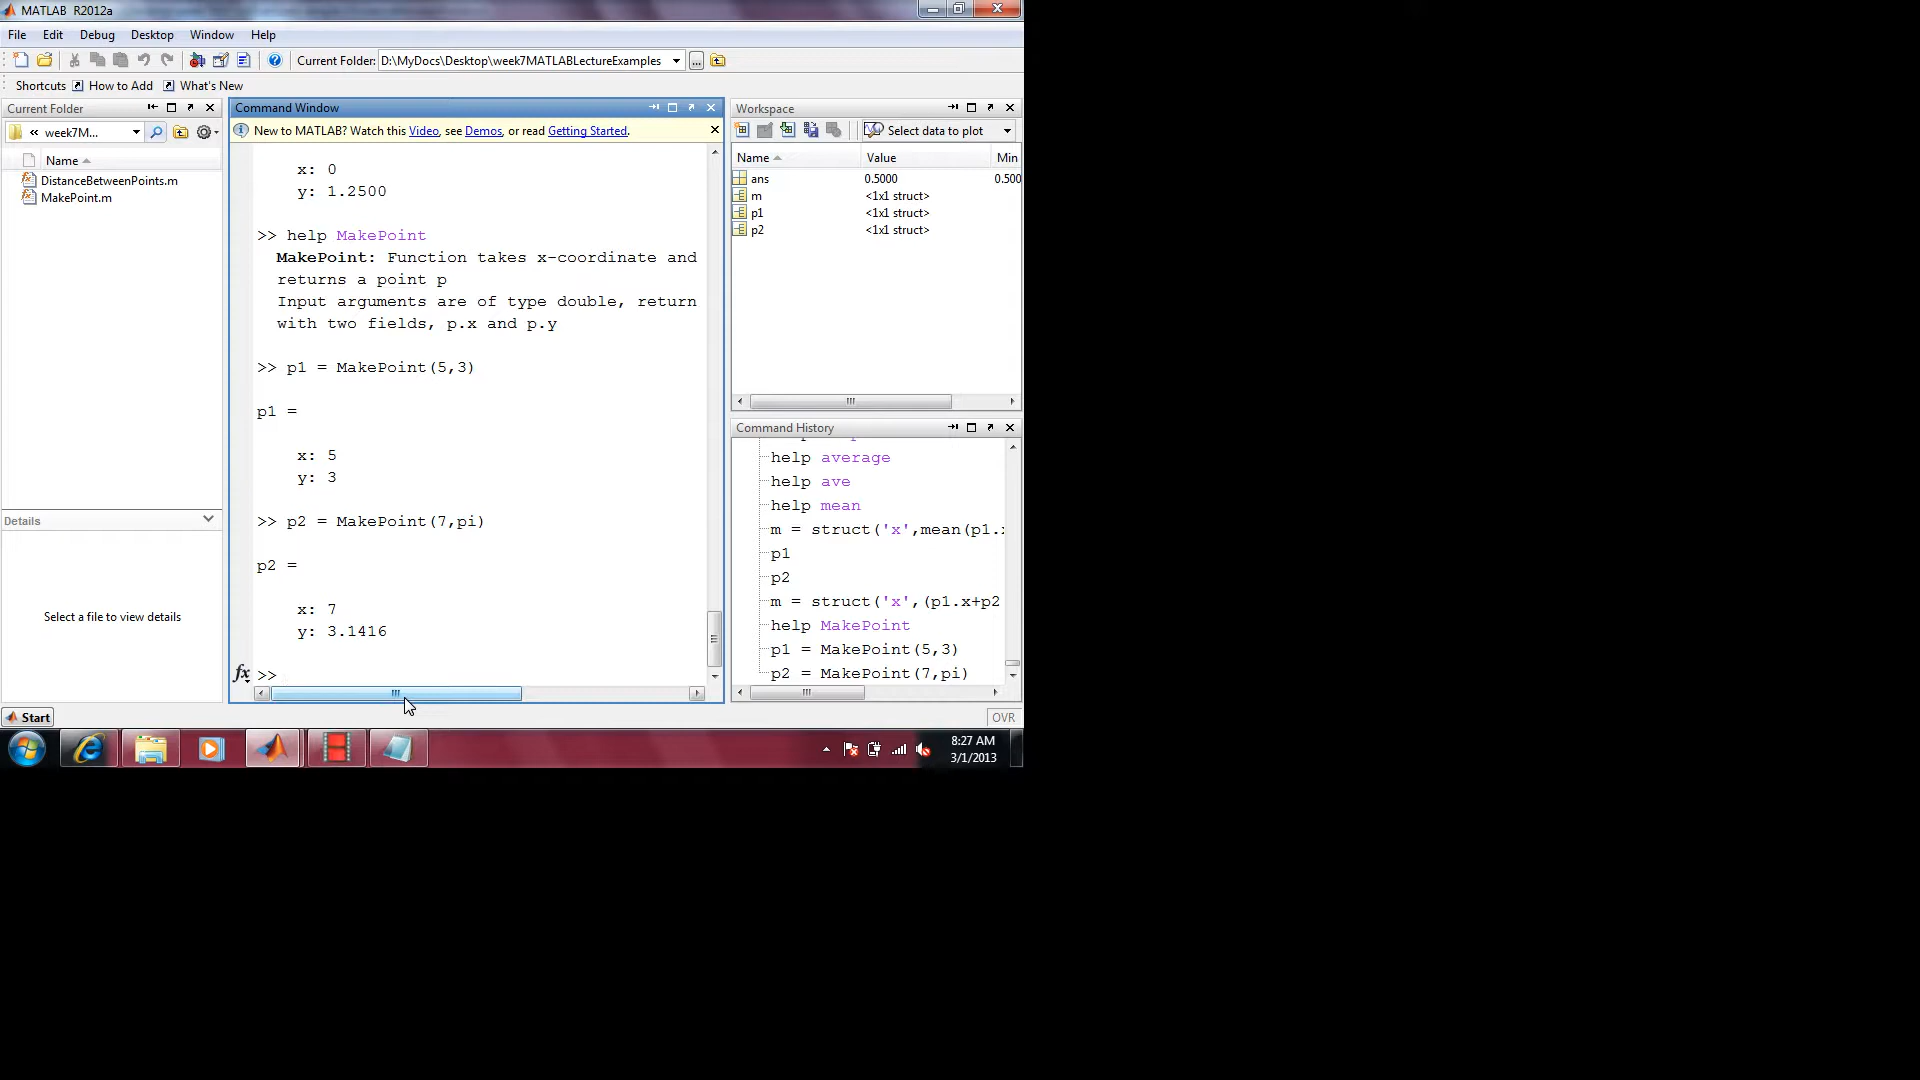 MATLAB R2012a
File Edit Debug Desktop Window Help
Current Folder: D:\MyDocs\Desktop\week7MATLABLectureExamples
Shortcuts How to Add What's New
Current Folder
« week7M...
Name
DistanceBetweenPoints.m
MakePoint.m
Details
Select a file to view details
Command Window
New to MATLAB? Watch this Video, see Demos, or read Getting Started.
x: 0
y: 1.2500
>> help MakePoint
MakePoint: Function takes x-coordinate and
returns a point p
Input arguments are of type double, return
with two fields, p.x and p.y
>> p1 = MakePoint(5,3)
p1 =
x: 5
y: 3
>> p2 = MakePoint(7,pi)
p2 =
x: 7
y: 3.1416
fx >>
Workspace
Select data to plot
Name Value Min
ans 0.5000 0.500
m <1x1 struct>
p1 <1x1 struct>
p2 <1x1 struct>
Command History
help average
help ave
help mean
m = struct('x',mean(p1.x
p1
p2
m = struct('x',(p1.x+p2
help MakePoint
p1 = MakePoint(5,3)
p2 = MakePoint(7,pi)
Start
OVR
8:27 AM
3/1/2013